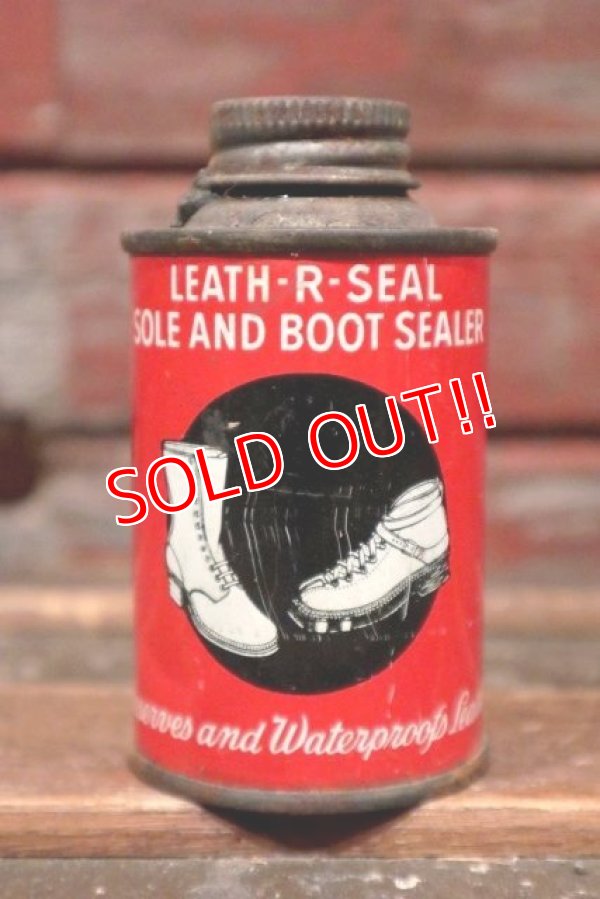 LEATH-R-SEAL
SOLE AND BOOT SEALER
SOLD OUT!!
and Waterproofs